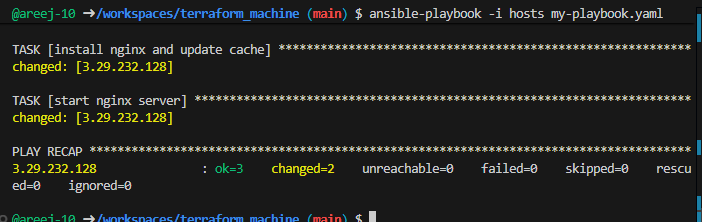 @areej-10 ➜/workspaces/terraform_machine (main) $ ansible-playbook -i hosts my-playbook.yaml
TASK [install nginx and update cache] ***********************************************************
changed: [3.29.232.128]
TASK [start nginx server] ***********************************************************************
changed: [3.29.232.128]
PLAY RECAP **************************************************************************************
3.29.232.128 : ok=3 changed=2 unreachable=0 failed=0 skipped=0 rescu
ed=0 ignored=0
@areej-10 ➜/workspaces/terraform_machine (main) $